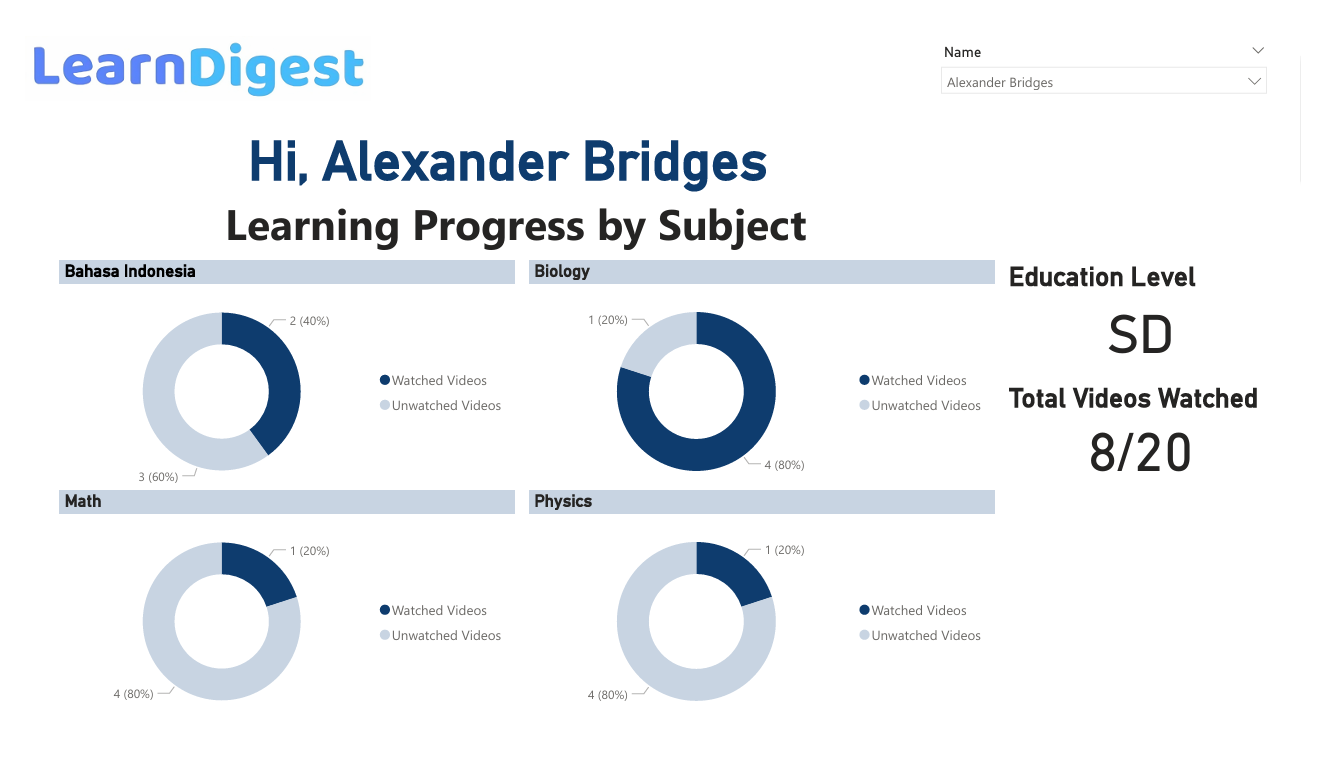 LearnDigest
Name
Alexander Bridges
Hi, Alexander Bridges
Learning Progress by Subject
Bahasa Indonesia
2 (40%)
3 (60%)
Watched Videos
Unwatched Videos
Biology
1 (20%)
4 (80%)
Watched Videos
Unwatched Videos
Education Level
SD
Total Videos Watched
8/20
Math
1 (20%)
4 (80%)
Watched Videos
Unwatched Videos
Physics
1 (20%)
4 (80%)
Watched Videos
Unwatched Videos